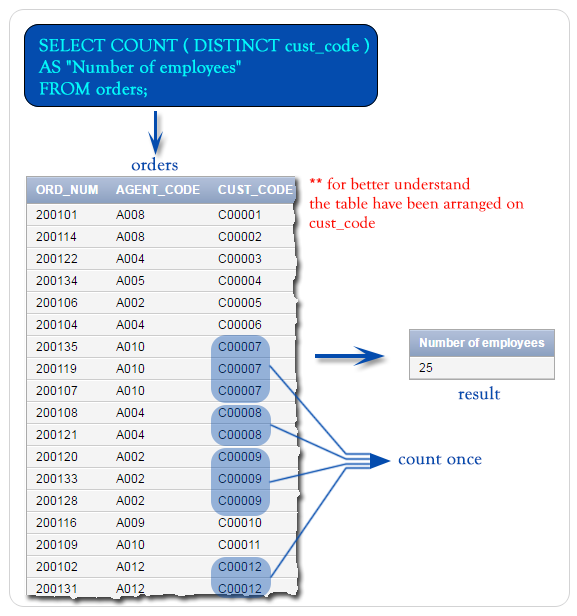 SELECT COUNT ( DISTINCT cust_code )
AS "Number of employees"
FROM orders;
orders
ORD_NUM AGENT_CODE CUST_CODE
200101 A008 C00001
200114 A008 C00002
200122 A004 C00003
200134 A005 C00004
200106 A002 C00005
200104 A004 C00006
200135 A010 C00007
200119 A010 C00007
200107 A010 C00007
200108 A004 C00008
200121 A004 C00008
200120 A002 C00009
200133 A002 C00009
200128 A002 C00009
200116 A009 C00010
200109 A010 C00011
200102 A012 C00012
200131 A012 C00012
** for better understand
the table have been arranged on
cust_code
Number of employees
25
result
count once